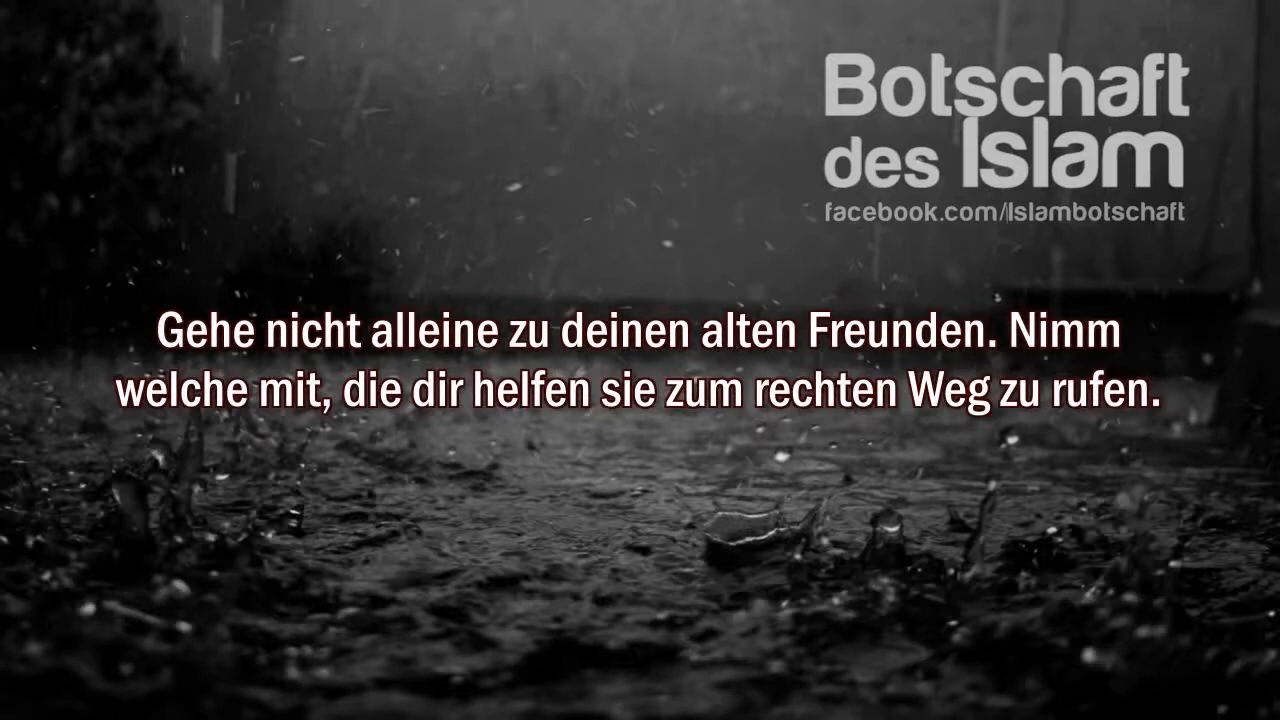 Botschaft
des Islam
facebook.com/Islambotschaft
Gehe nicht alleine zu deinen alten Freunden. Nimm
welche mit, die dir helfen sie zum rechten Weg zu rufen.